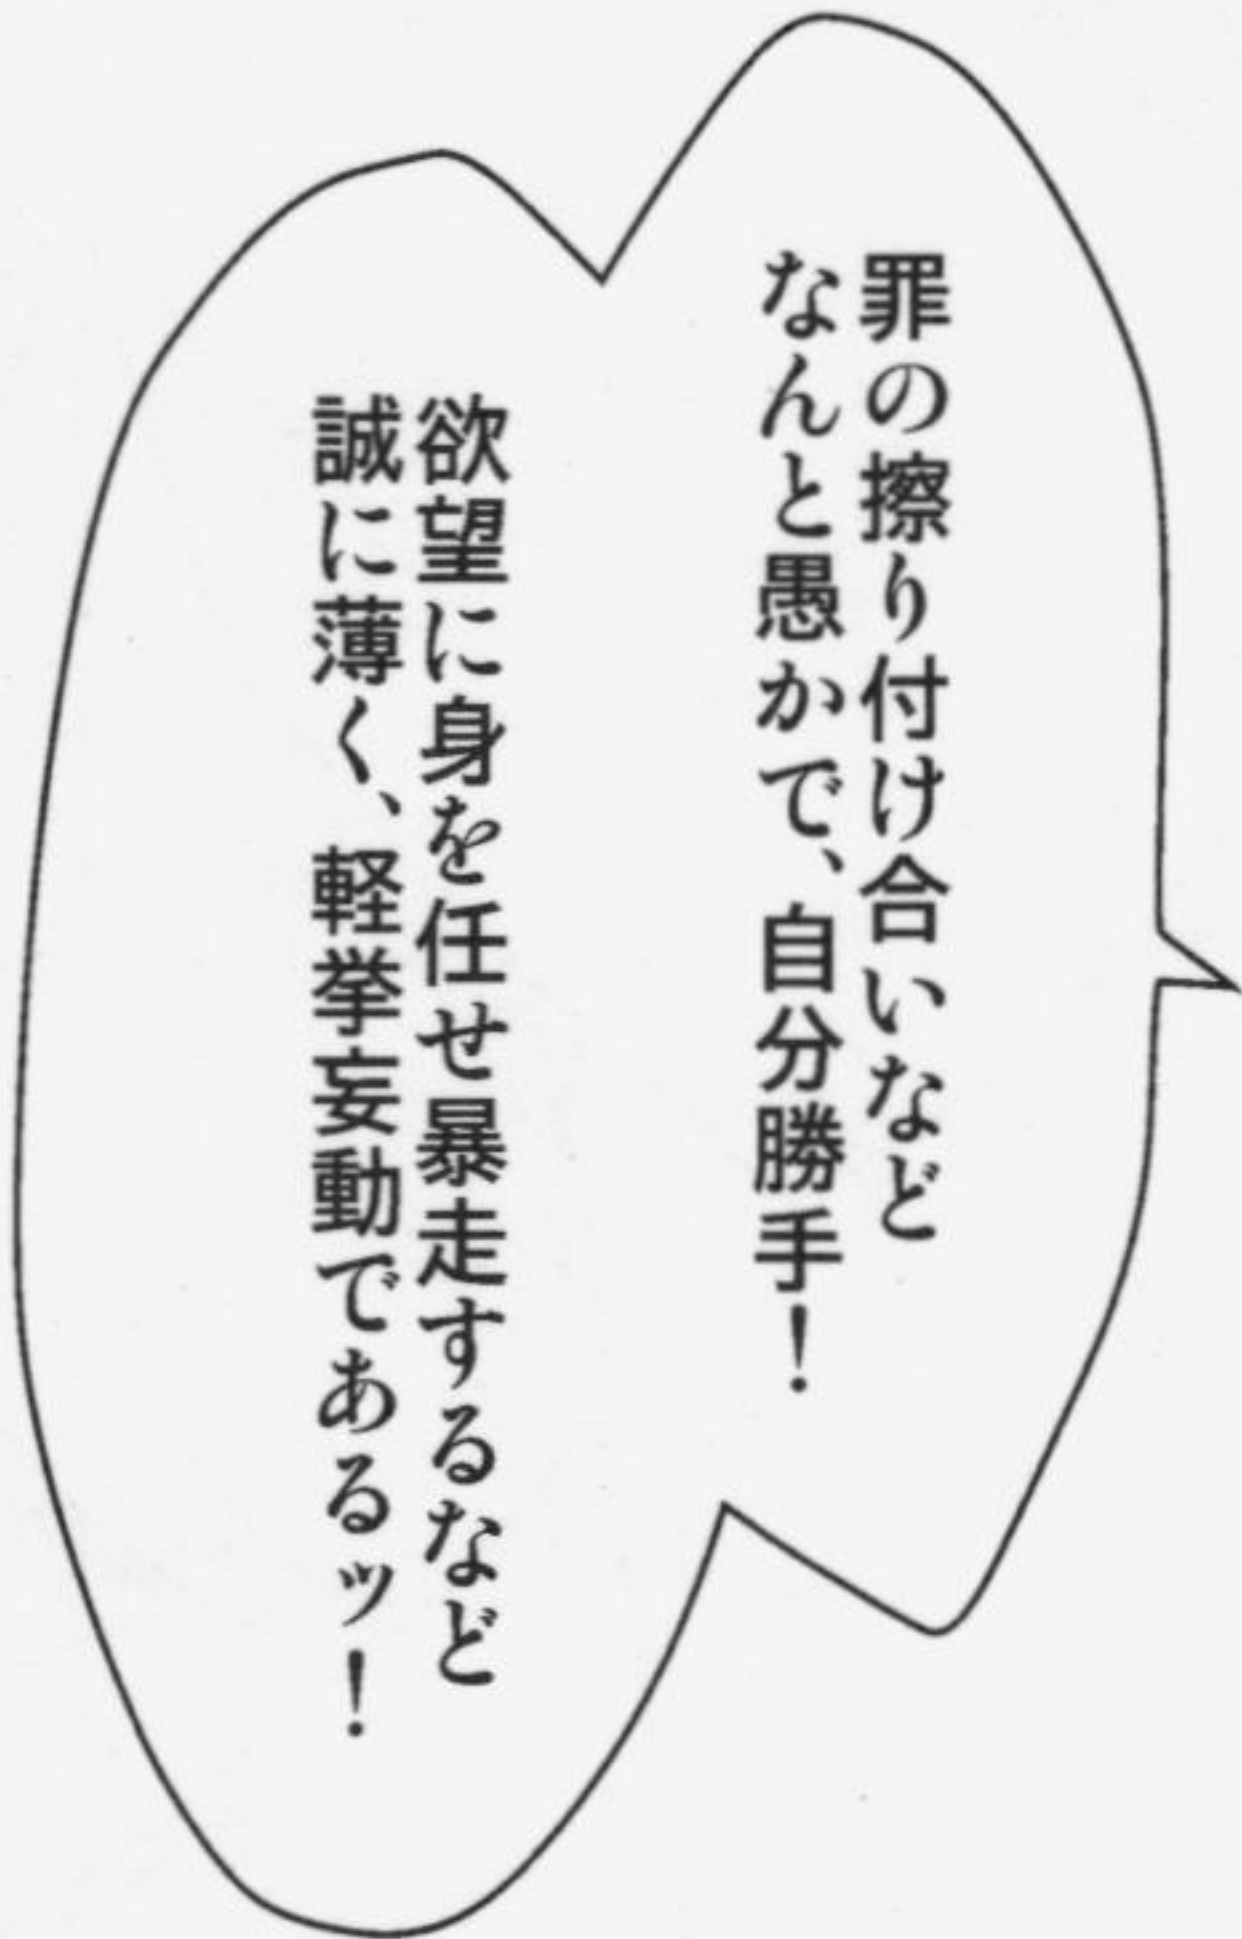 罪の擦り付け合いなど
なんと愚かで、自分勝手！
欲望に身を任せ暴走するなど
誠に薄く、軽挙妄動であるッ！